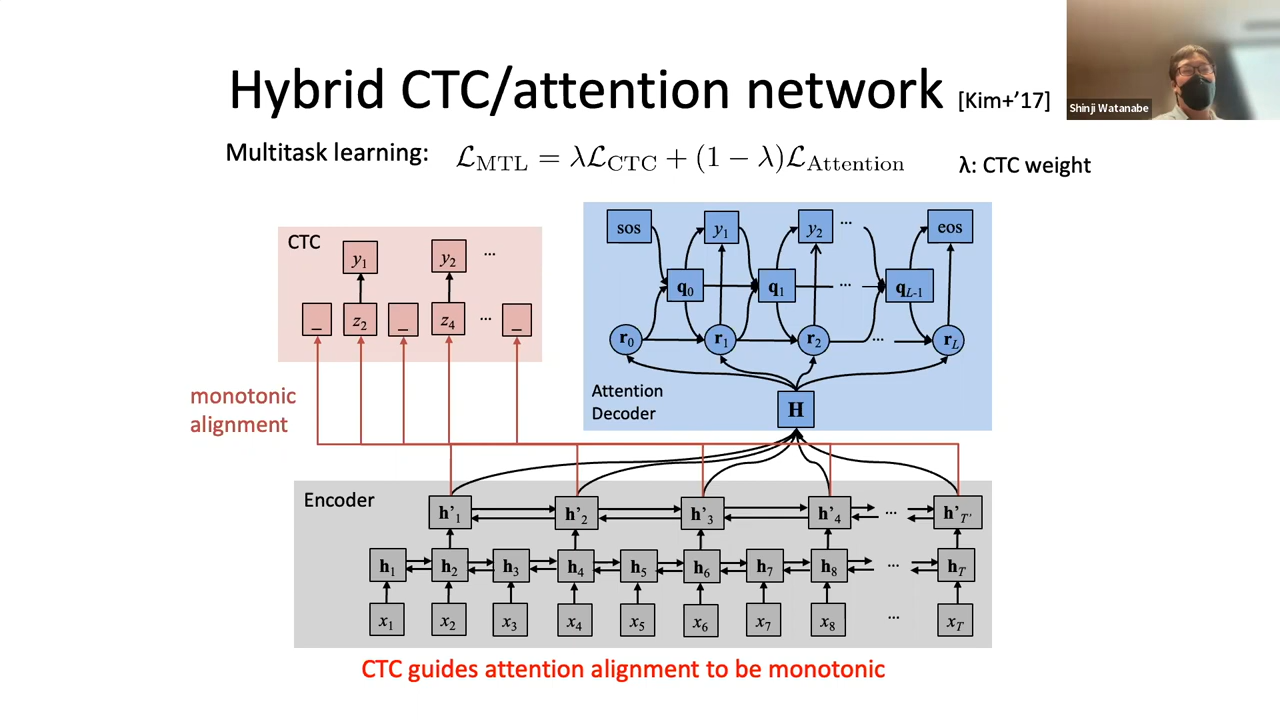 Hybrid CTC/attention network [Kim+'17]
Shinji Watanabe
Multitask learning: ℒ_MTL = λℒ_CTC + (1 − λ)ℒ_Attention λ: CTC weight
CTC
y₁ y₂ ...
_ z₂ _ z₄ ... _
sos y₁ y₂ ... eos
q₀ q₁ ... q_{L-1}
r₀ r₁ r₂ ... r_L
Attention
Decoder
H
monotonic
alignment
Encoder
h'₁ h'₂ h'₃ h'₄ ... h'_{T'}
h₁ h₂ h₃ h₄ h₅ h₆ h₇ h₈ ... h_T
x₁ x₂ x₃ x₄ x₅ x₆ x₇ x₈ ... x_T
CTC guides attention alignment to be monotonic